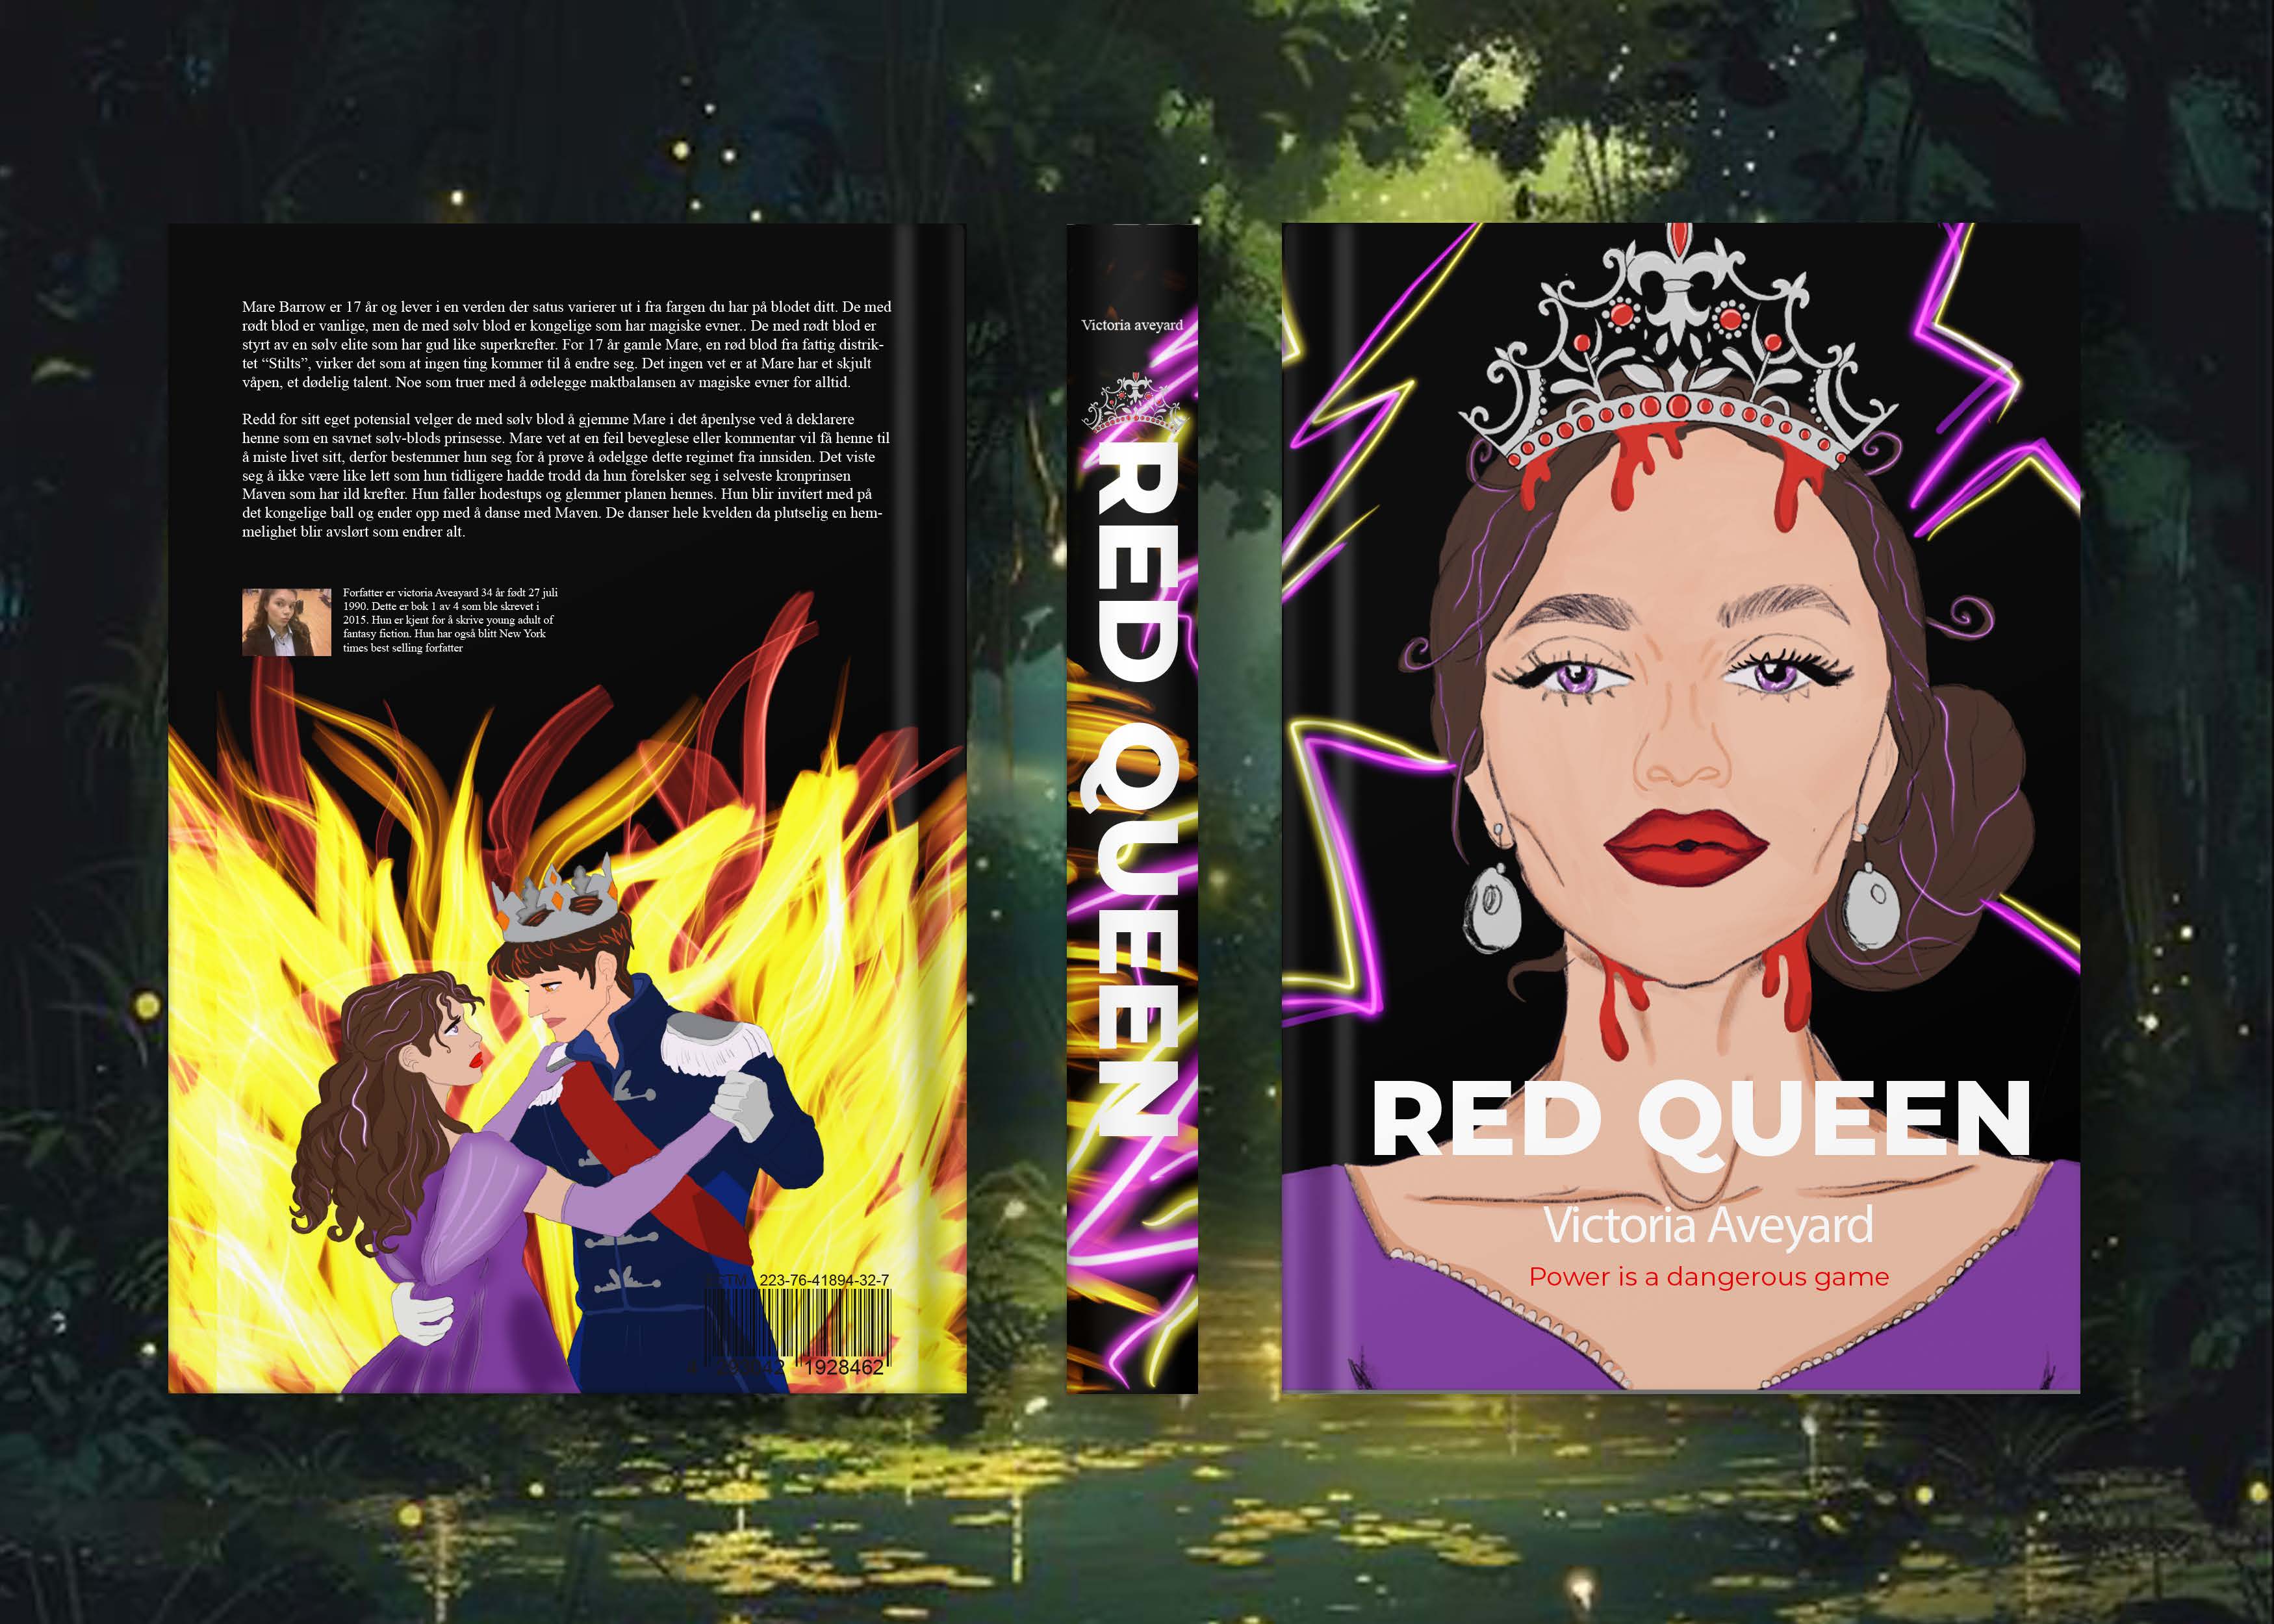 Mare Barrow er 17 år og lever i en verden der satus varierer ut i fra fargen du har på blodet ditt. De med
rødt blod er vanlige, men de med sølv blod er kongelige som har magiske evner.. De med rødt blod er
styrt av en sølv elite som har gud like superkrefter. For 17 år gamle Mare, en rød blod fra fattig distrik-
tet “Stilts”, virker det som at ingen ting kommer til å endre seg. Det ingen vet er at Mare har et skjult
våpen, et dødelig talent. Noe som truer med å ødelegge maktbalansen av magiske evner for alltid.
Redd for sitt eget potensial velger de med sølv blod å gjemme Mare i det åpenlyse ved å deklarere
henne som en savnet sølv-blods prinsesse. Mare vet at en feil beveglese eller kommentar vil få henne til
å miste livet sitt, derfor bestemmer hun seg for å prøve å ødelgge dette regimet fra innsiden. Det viste
seg å ikke være like lett som hun tidligere hadde trodd da hun forelsker seg i selveste kronprinsen
Maven som har ild krefter. Hun faller hodestups og glemmer planen hennes. Hun blir invitert med på
det kongelige ball og ender opp med å danse med Maven. De danser hele kvelden da plutselig en hem-
melighet blir avslørt som endrer alt.
Forfatter er victoria Aveayard 34 år født 27 juli
1990. Dette er bok 1 av 4 som ble skrevet i
2015. Hun er kjent for å skrive young adult of
fantasy fiction. Hun har også blitt New York
times best selling forfatter
223-76-41894-32-7
1928462
Victoria aveyard
RED QUEEN
RED QUEEN
Victoria Aveyard
Power is a dangerous game